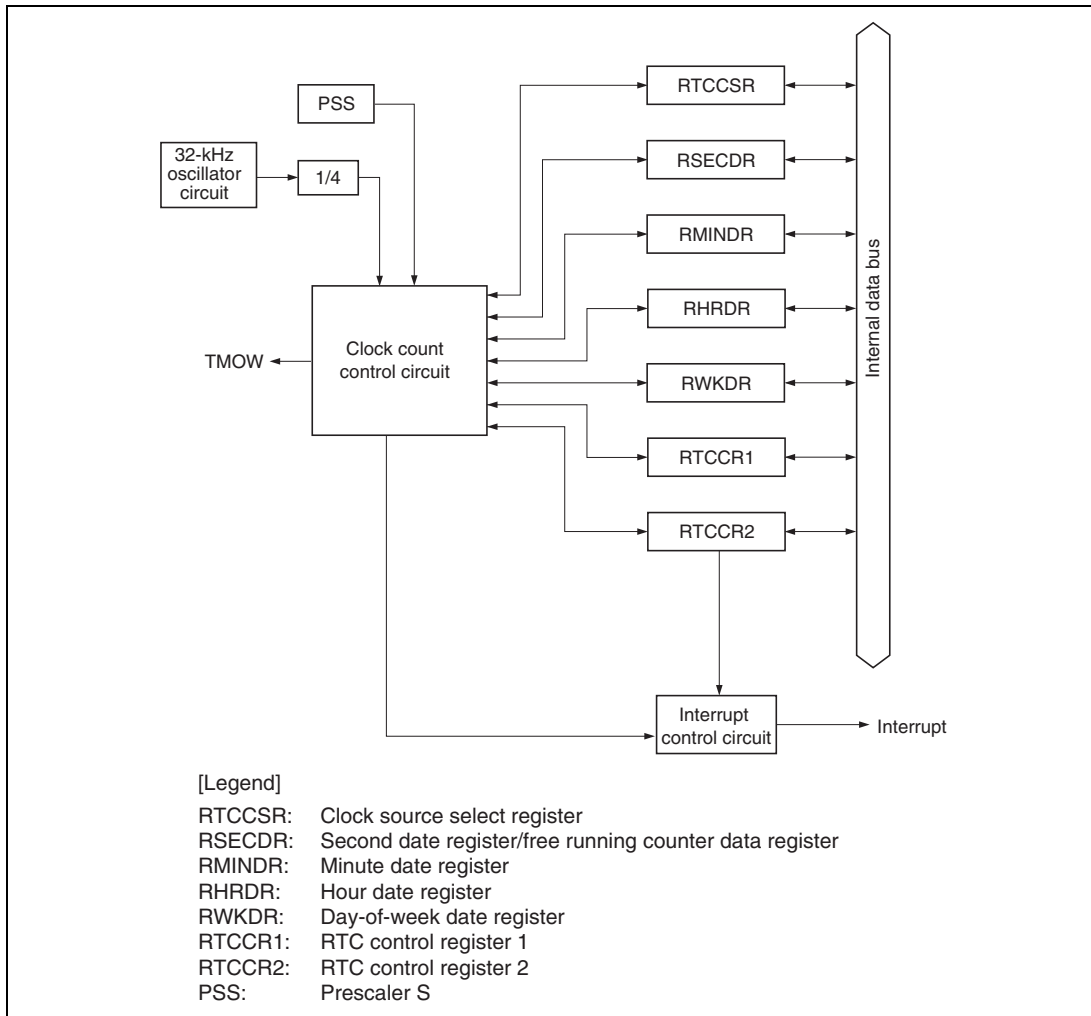 PSS
32-kHz
oscillator
circuit
1/4
Clock count
control circuit
TMOW
RTCCSR
RSECDR
RMINDR
RHRDR
RWKDR
RTCCR1
RTCCR2
Internal data bus
Interrupt
control circuit
Interrupt
[Legend]
RTCCSR: Clock source select register
RSECDR: Second date register/free running counter data register
RMINDR: Minute date register
RHRDR: Hour date register
RWKDR: Day-of-week date register
RTCCR1: RTC control register 1
RTCCR2: RTC control register 2
PSS: Prescaler S